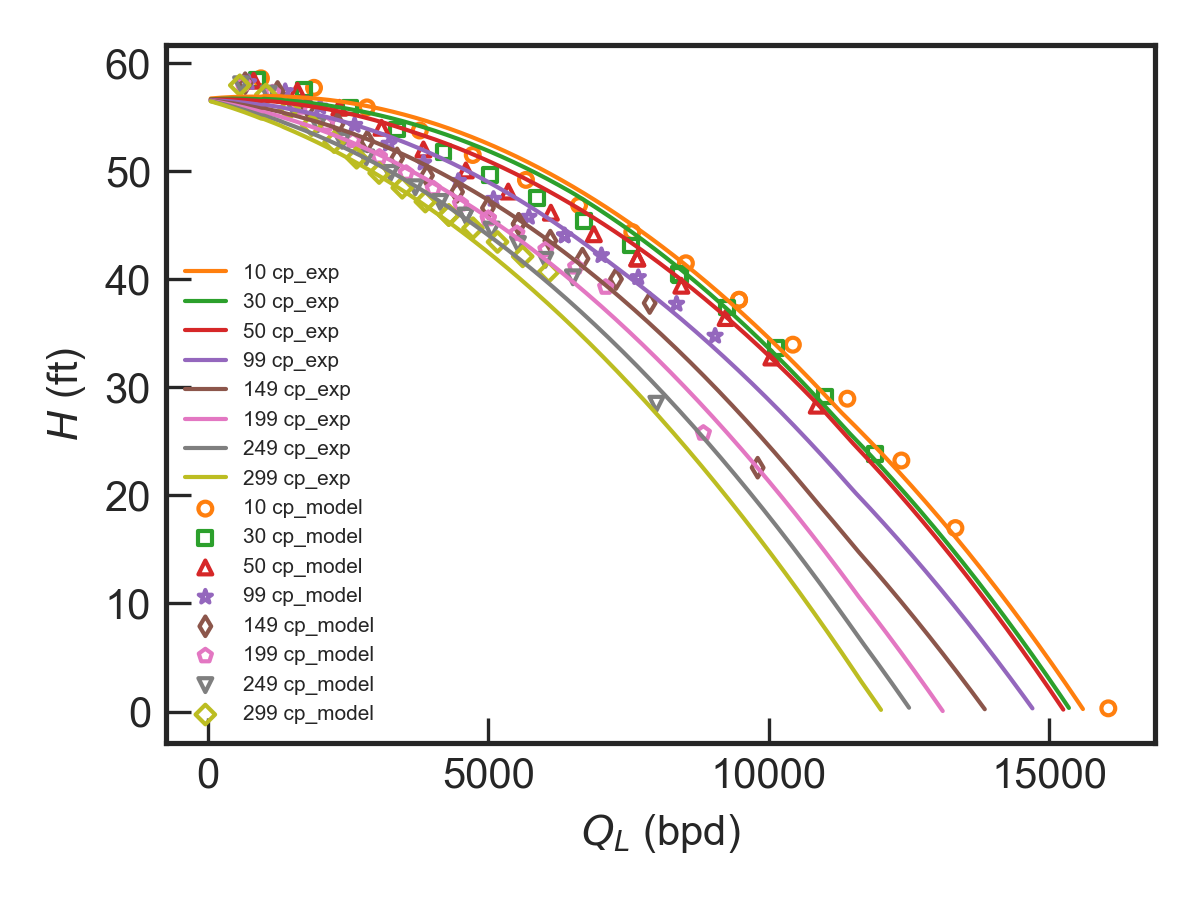 60
50
40
30
20
10
0
H (ft)
10 cp_exp
30 cp_exp
50 cp_exp
99 cp_exp
149 cp_exp
199 cp_exp
249 cp_exp
299 cp_exp
10 cp_model
30 cp_model
50 cp_model
99 cp_model
149 cp_model
199 cp_model
249 cp_model
299 cp_model
0 5000 10000 15000
Q_L (bpd)